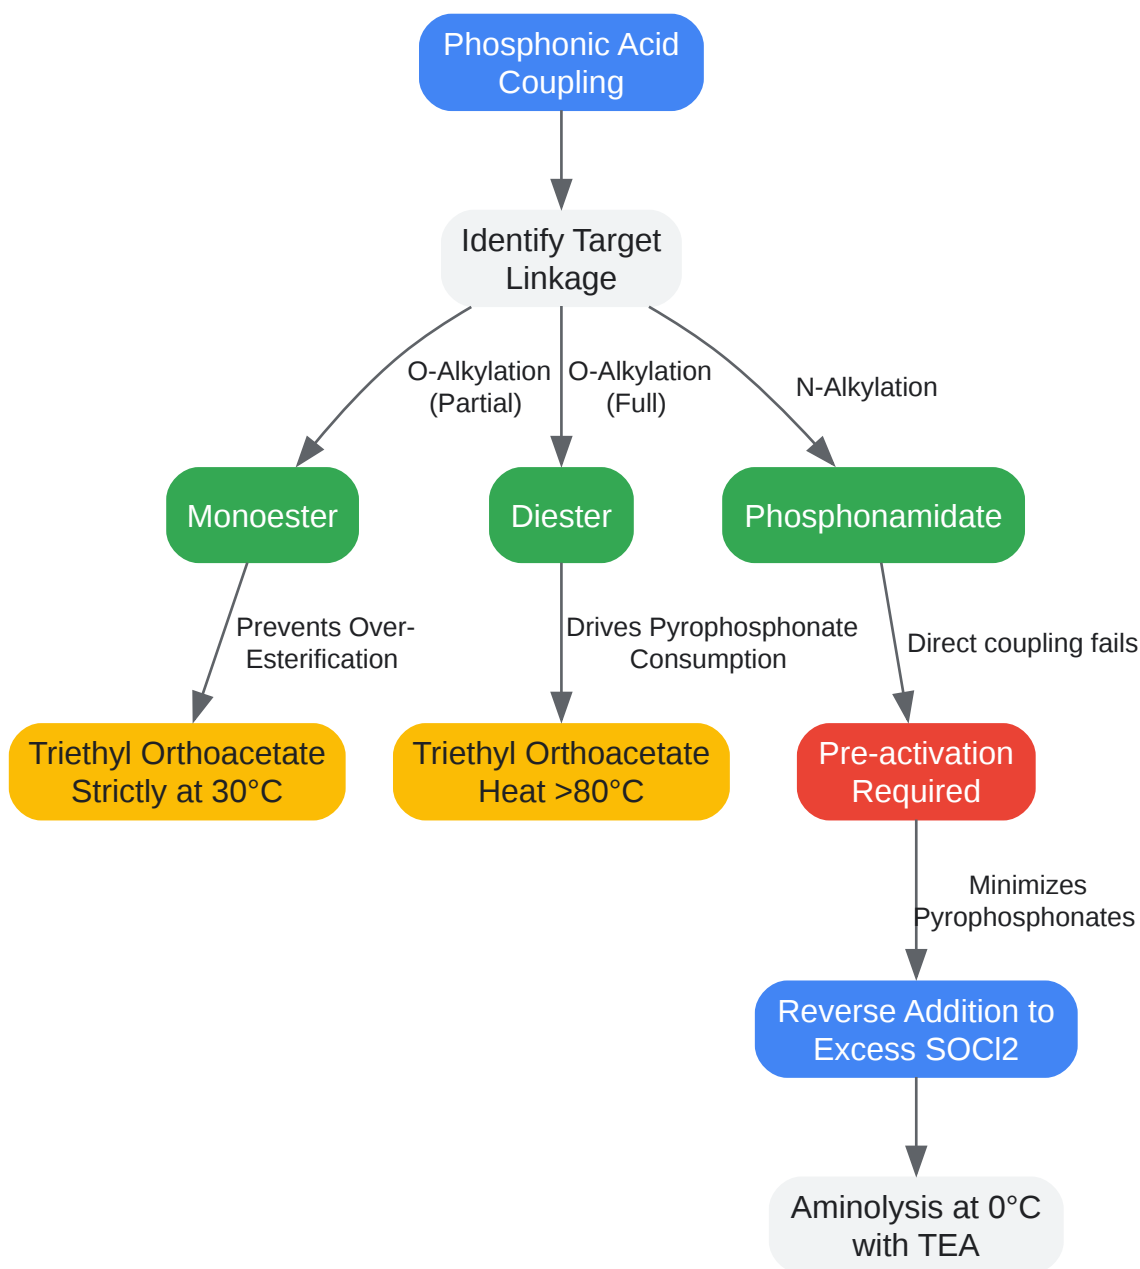 Phosphonic Acid
Coupling
Identify Target
Linkage
O-Alkylation
(Partial)
O-Alkylation
(Full)
N-Alkylation
Monoester
Diester
Phosphonamidate
Prevents Over-
Esterification
Drives Pyrophosphonate
Consumption
Direct coupling fails
Triethyl Orthoacetate
Strictly at 30°C
Triethyl Orthoacetate
Heat >80°C
Pre-activation
Required
Minimizes
Pyrophosphonates
Reverse Addition to
Excess SOCl2
Aminolysis at 0°C
with TEA